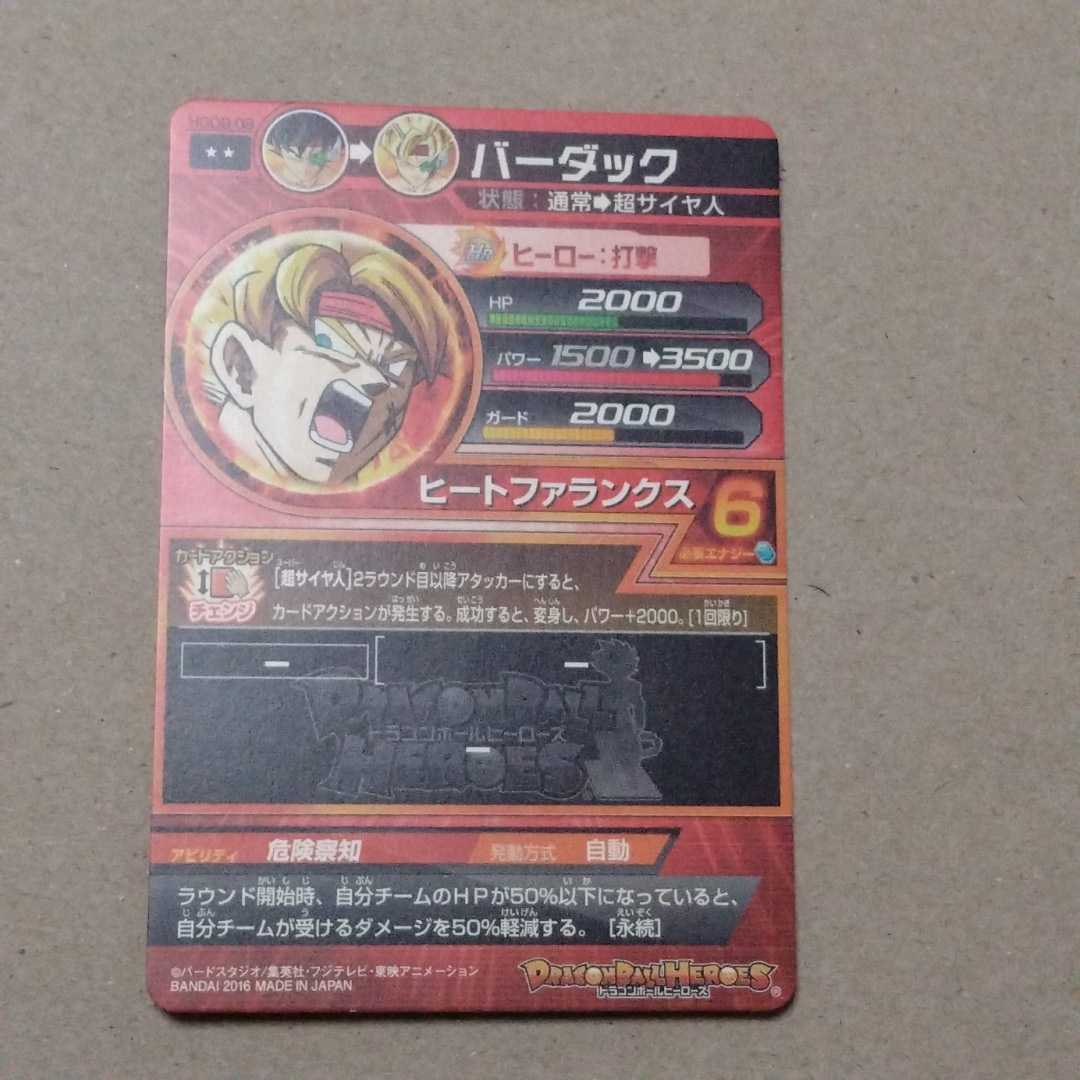 HGD9-09
★★
バーダック
状態：通常➡超サイヤ人
Hr ヒーロー：打撃
HP 2000
パワー 1500 ➡3500
ガード 2000
ヒートファランクス 6
必要エナジー
カードアクション
チェンジ
[超サイヤ人]2ラウンド目以降アタッカーにすると、
カードアクションが発生する。成功すると、変身し、パワー+2000。[1回限り]
ー
ー
DRAGON BALL
ドラゴンボールヒーローズ
ー
HEROES
アビリティ 危険察知 発動方式 自動
ラウンド開始時、自分チームのHPが50%以下になっていると、
自分チームが受けるダメージを50%軽減する。 [永続]
©バードスタジオ/集英社・フジテレビ・東映アニメーション
BANDAI 2016 MADE IN JAPAN
DRAGON BALL HEROES
ドラゴンボールヒーローズ
®